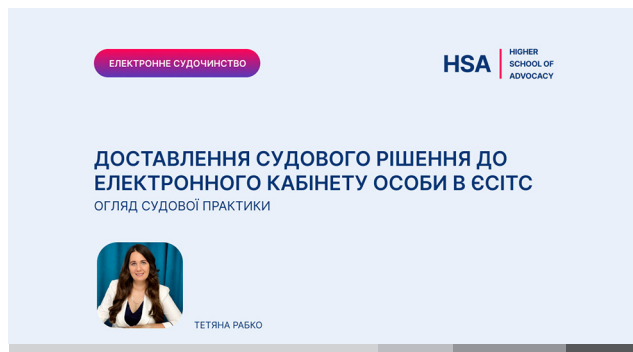 ЕЛЕКТРОННЕ СУДОЧИНСТВО
HSA
HIGHER
SCHOOL OF
ADVOCACY
ДОСТАВЛЕННЯ СУДОВОГО РІШЕННЯ ДО
ЕЛЕКТРОННОГО КАБІНЕТУ ОСОБИ В ЄСІТС
ОГЛЯД СУДОВОЇ ПРАКТИКИ
ТЕТЯНА РАБКО